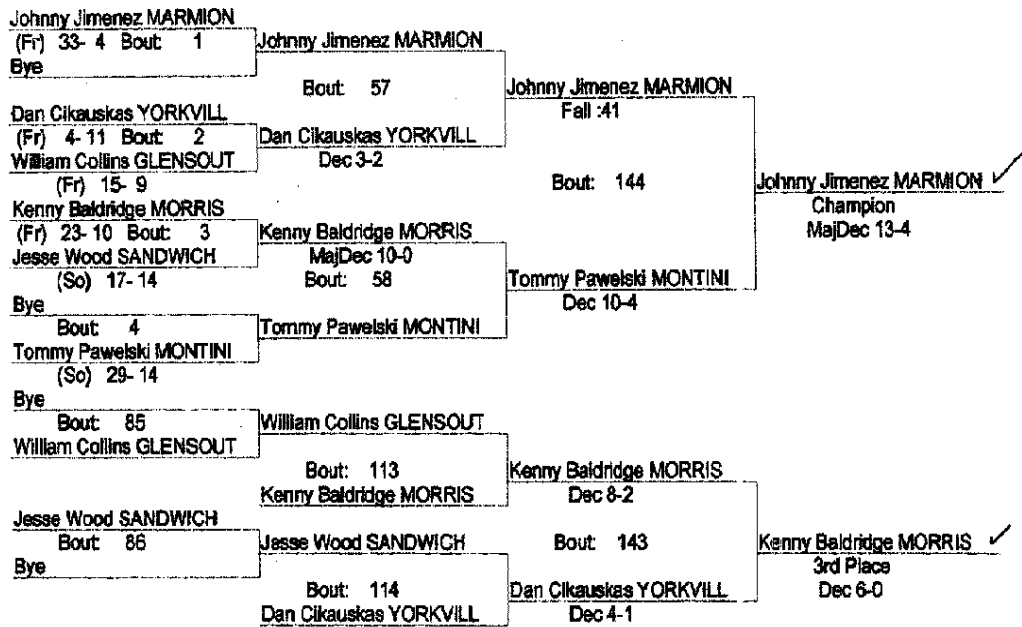 Johnny Jimenez MARMION
(Fr) 33- 4 Bout: 1
Bye
Johnny Jimenez MARMION
Bout: 57
Dan Cikauskas YORKVILL
(Fr) 4- 11 Bout: 2
William Collins GLENSOUT
(Fr) 15- 9
Dan Cikauskas YORKVILL
Dec 3-2
Johnny Jimenez MARMION
Fall :41
Bout: 144
Kenny Baldridge MORRIS
(Fr) 23- 10 Bout: 3
Jesse Wood SANDWICH
(So) 17- 14
Kenny Baldridge MORRIS
MajDec 10-0
Bout: 58
Bye
Bout: 4
Tommy Pawelski MONTINI
(So) 29- 14
Tommy Pawelski MONTINI
Tommy Pawelski MONTINI
Dec 10-4
Johnny Jimenez MARMION ✓
Champion
MajDec 13-4
Bye
Bout: 85
William Collins GLENSOUT
William Collins GLENSOUT
Bout: 113
Kenny Baldridge MORRIS
Kenny Baldridge MORRIS
Dec 8-2
Bout: 143
Jesse Wood SANDWICH
Bout: 86
Bye
Jesse Wood SANDWICH
Bout: 114
Dan Cikauskas YORKVILL
Dan Cikauskas YORKVILL
Dec 4-1
Kenny Baldridge MORRIS ✓
3rd Place
Dec 6-0